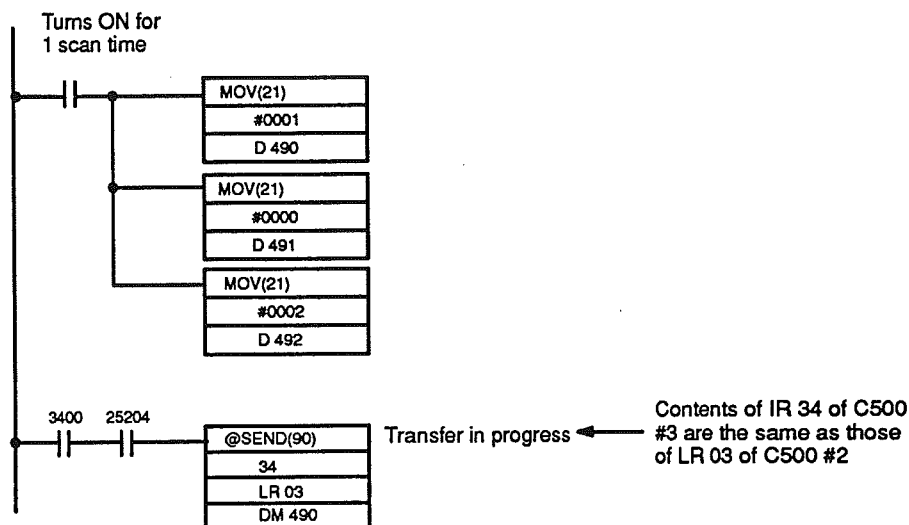 Turns ON for
1 scan time
MOV(21)
#0001
D 490
MOV(21)
#0000
D 491
MOV(21)
#0002
D 492
3400 25204
@SEND(90)
34
LR 03
DM 490
Transfer in progress
Contents of IR 34 of C500
#3 are the same as those
of LR 03 of C500 #2